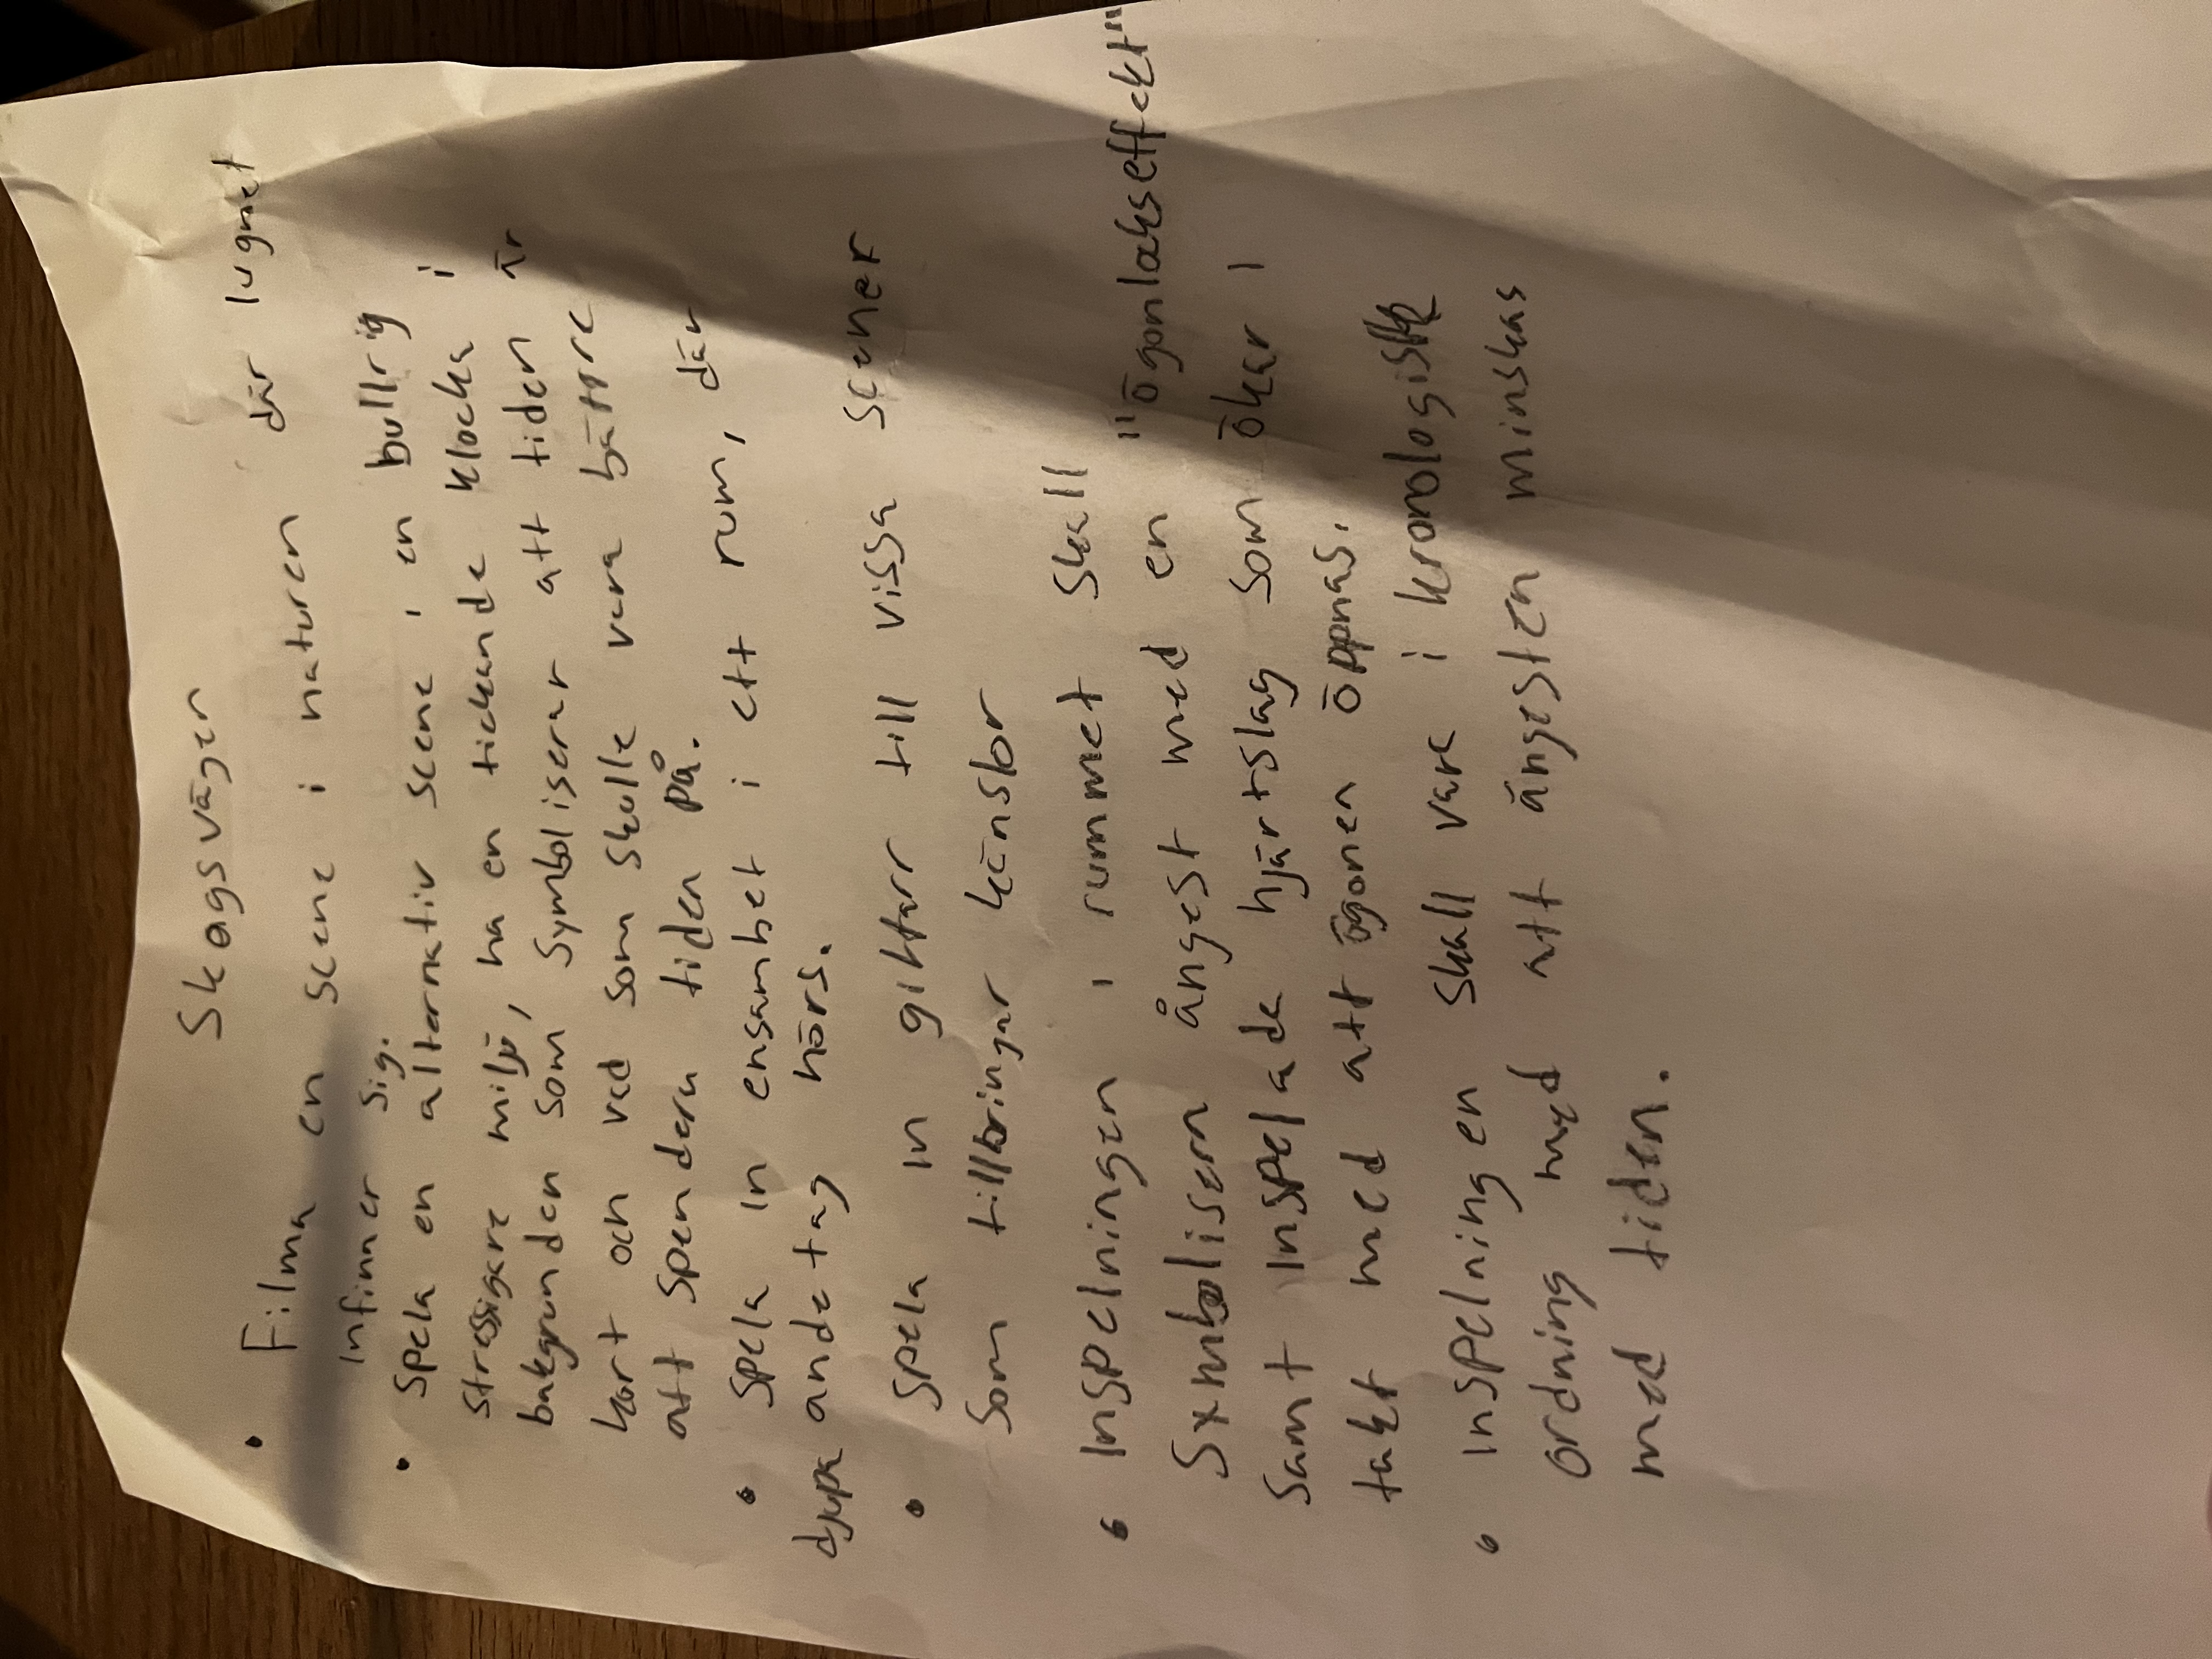 Skogsvägen
• Filma en scene i naturen där lugnet
infinner sig.
• Spela en alternativ scene i en bullrig
stressigare miljö, ha en tickande klocka i
bakgrunden som symboliserar att tiden är
kort och vad som skulle vara bättre
att spendera tiden på.
• Spela in ensambet i ett rum, där
djupa andetag hörs.
• Spela in gittarr till vissa scener
som tillbringar känslor
• Inspelningen i rummet skall
Symbolisera ångest med en "ögonlockseffekt"
samt inspelade hjärtslag som ökar i
takt med att ögonen öppnas.
• Inspelningen skall vara i kronologisk
ordning med att ångesten minskas
med tiden.